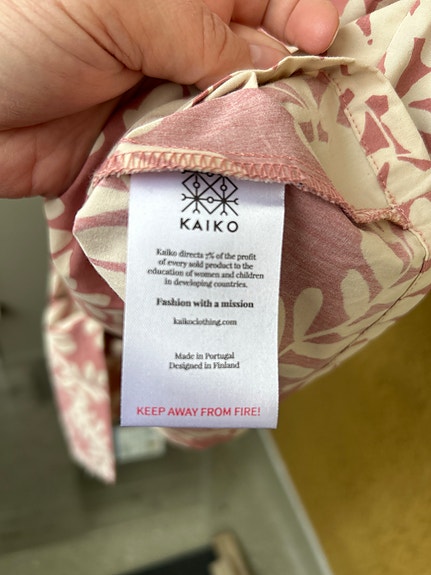 KAIKO
Kaiko directs 7% of the profit
of every sold product to the
education of women and children
in developing countries.
Fashion with a mission
kaikoclothing.com
Made in Portugal
Designed in Finland
KEEP AWAY FROM FIRE!